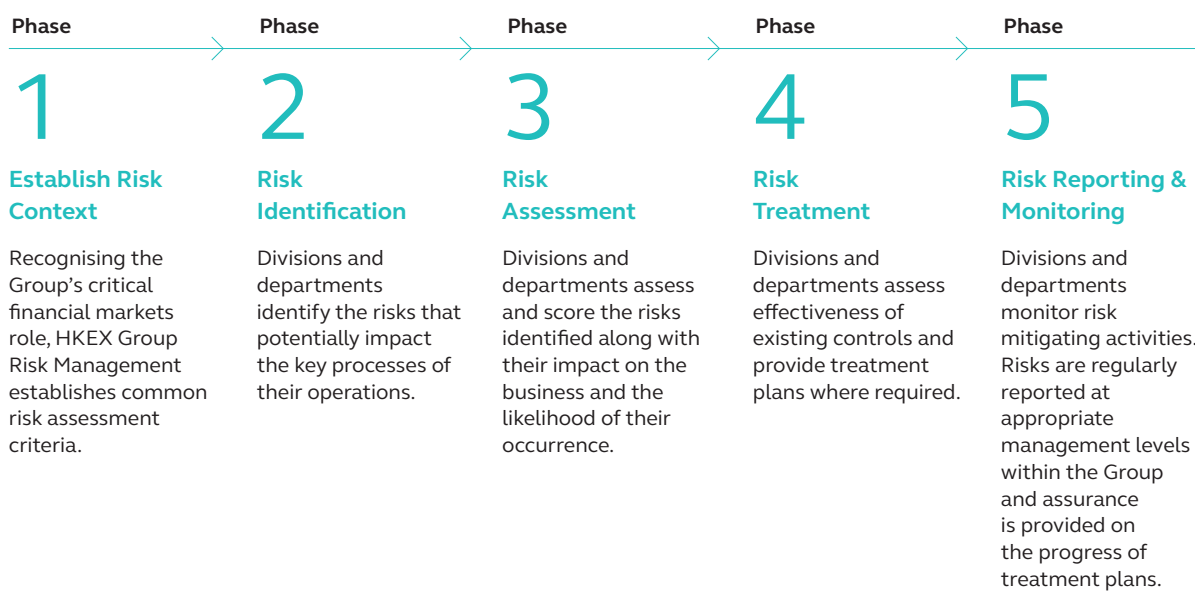 Phase
1
Establish Risk
Context
Recognising the
Group's critical
financial markets
role, HKEX Group
Risk Management
establishes common
risk assessment
criteria.
Phase
2
Risk
Identification
Divisions and
departments
identify the risks that
potentially impact
the key processes of
their operations.
Phase
3
Risk
Assessment
Divisions and
departments assess
and score the risks
identified along with
their impact on the
business and the
likelihood of their
occurrence.
Phase
4
Risk
Treatment
Divisions and
departments assess
effectiveness of
existing controls and
provide treatment
plans where required.
Phase
5
Risk Reporting &
Monitoring
Divisions and
departments
monitor risk
mitigating activities.
Risks are regularly
reported at
appropriate
management levels
within the Group
and assurance
is provided on
the progress of
treatment plans.